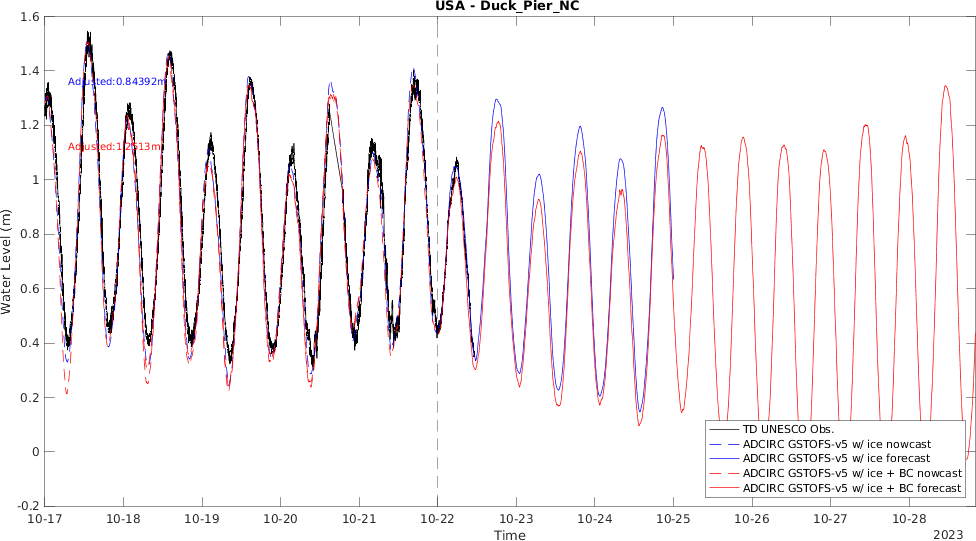 USA - Duck_Pier_NC
1.6
1.4
1.2
1
0.8
0.6
0.4
0.2
0
-0.2
Water Level (m)
Adjusted:0.84392m
Adjusted:1.2513m
TD UNESCO Obs.
ADCIRC GSTOFS-v5 w/ ice nowcast
ADCIRC GSTOFS-v5 w/ ice forecast
ADCIRC GSTOFS-v5 w/ ice + BC nowcast
ADCIRC GSTOFS-v5 w/ ice + BC forecast
10-17 10-18 10-19 10-20 10-21 10-22 10-23 10-24 10-25 10-26 10-27 10-28
Time
2023